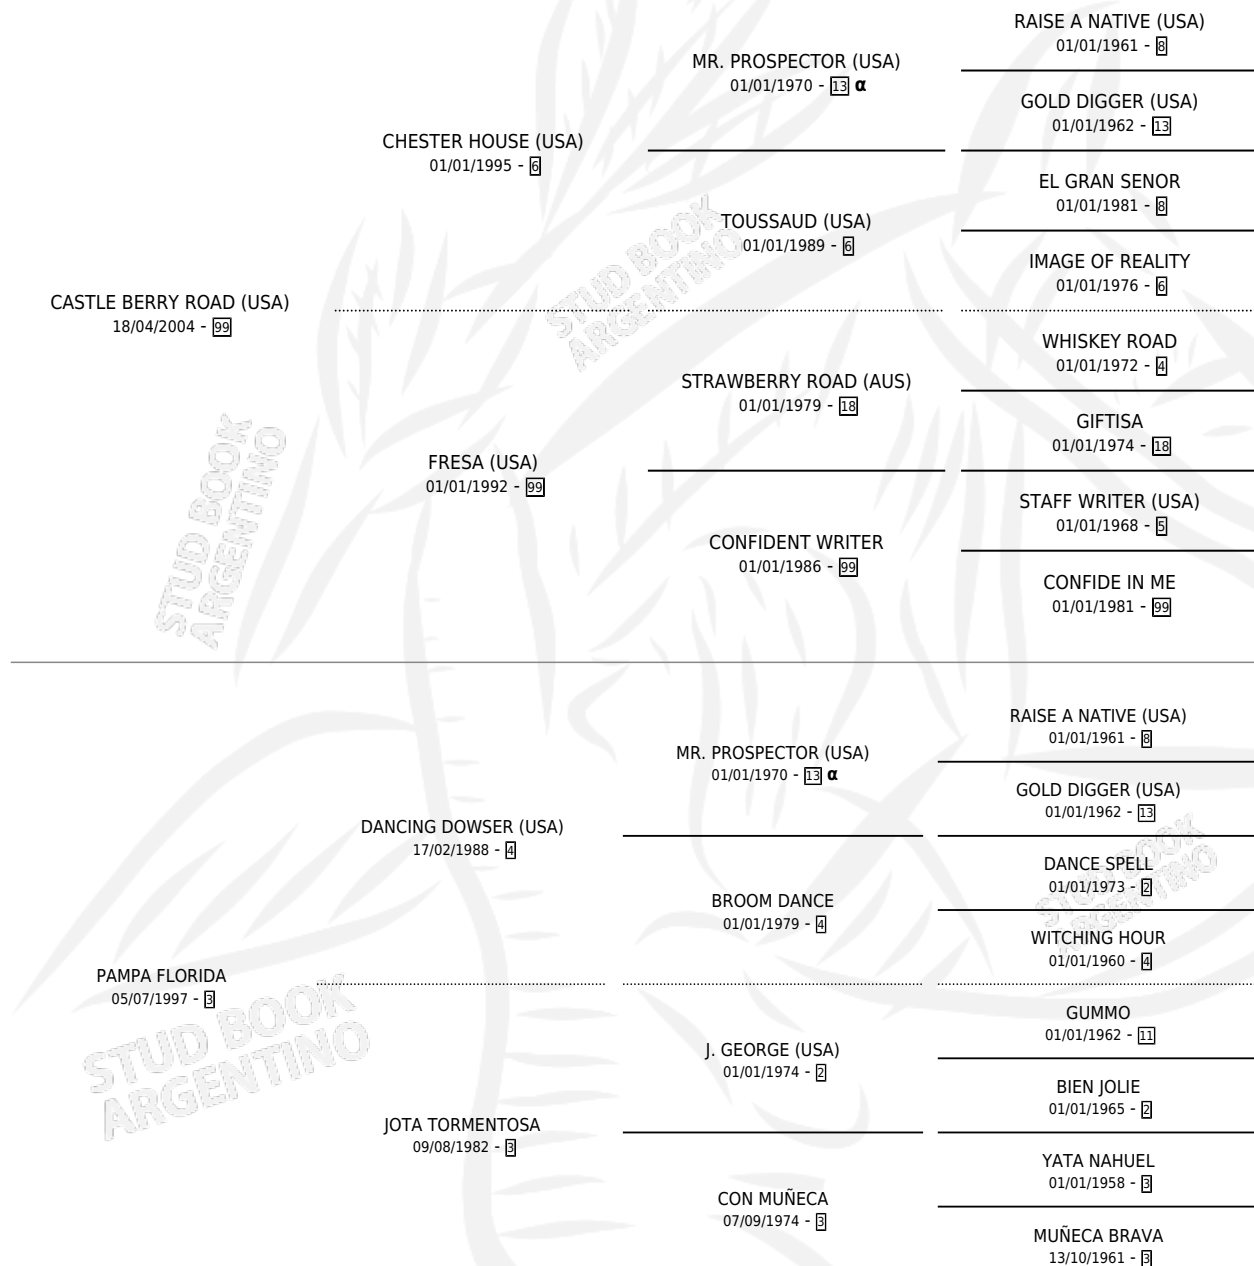 RAISE A NATIVE (USA)
01/01/1961 - 8
MR. PROSPECTOR (USA)
01/01/1970 - 13 α
GOLD DIGGER (USA)
01/01/1962 - 13
CHESTER HOUSE (USA)
01/01/1995 - 6
EL GRAN SENOR
01/01/1981 - 8
TOUSSAUD (USA)
01/01/1989 - 6
IMAGE OF REALITY
01/01/1976 - 6
CASTLE BERRY ROAD (USA)
18/04/2004 - 99
WHISKEY ROAD
01/01/1972 - 4
STRAWBERRY ROAD (AUS)
01/01/1979 - 18
GIFTISA
01/01/1974 - 18
FRESA (USA)
01/01/1992 - 99
STAFF WRITER (USA)
01/01/1968 - 5
CONFIDENT WRITER
01/01/1986 - 99
CONFIDE IN ME
01/01/1981 - 99
RAISE A NATIVE (USA)
01/01/1961 - 8
MR. PROSPECTOR (USA)
01/01/1970 - 13 α
GOLD DIGGER (USA)
01/01/1962 - 13
DANCING DOWSER (USA)
17/02/1988 - 4
DANCE SPELL
01/01/1973 - 2
BROOM DANCE
01/01/1979 - 4
WITCHING HOUR
01/01/1960 - 4
PAMPA FLORIDA
05/07/1997 - 3
GUMMO
01/01/1962 - 11
J. GEORGE (USA)
01/01/1974 - 2
BIEN JOLIE
01/01/1965 - 2
JOTA TORMENTOSA
09/08/1982 - 3
YATA NAHUEL
01/01/1958 - 3
CON MUÑECA
07/09/1974 - 3
MUÑECA BRAVA
13/10/1961 - 3
STUD BOOK
ARGENTINO
STUD BOOK
ARGENTINO
STUD BOOK
ARGENTINO
STUD BOOK
ARGENTINO